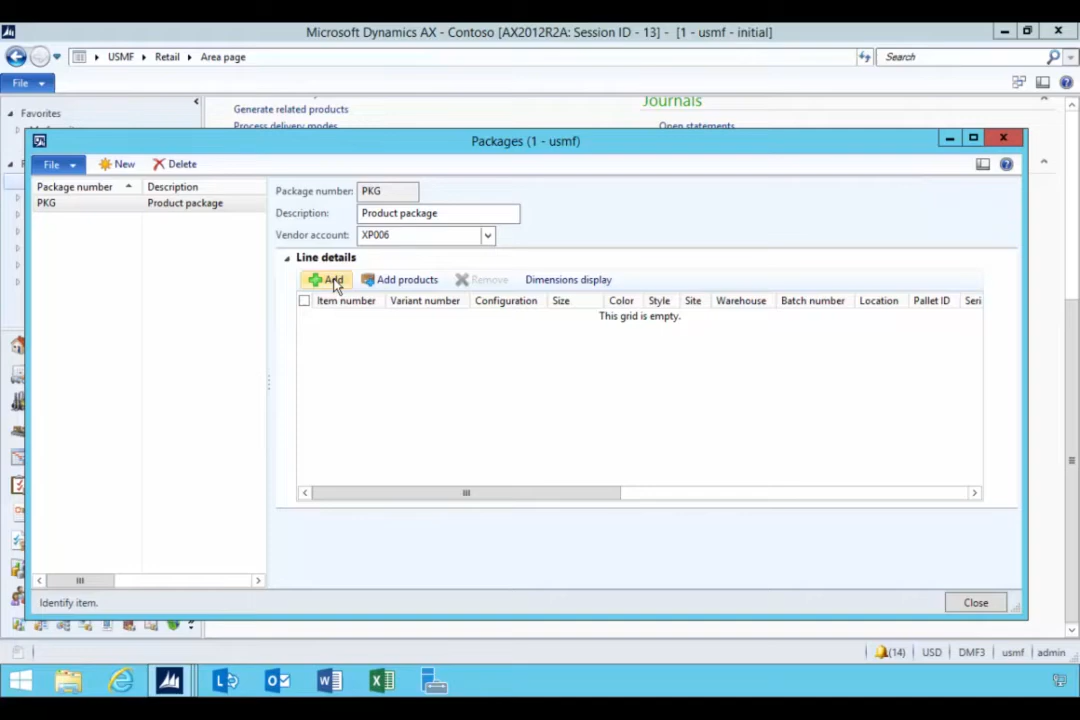 Microsoft Dynamics AX - Contoso [AX2012R2A: Session ID - 13] - [1 - usmf - initial]
USMF
Retail
Area page
Search
File
Favorites
Generate related products
Journals
Process delivery modes
Open statements
Packages (1 - usmf)
File
New
Delete
Package number
Description
PKG
Product package
Package number: PKG
Description: Product package
Vendor account: XP006
Line details
Add
Add products
Remove
Dimensions display
Item number
Variant number
Configuration
Size
Color
Style
Site
Warehouse
Batch number
Location
Pallet ID
Seri
This grid is empty.
Identify item.
Close
(14)
USD
DMF3
usmf
admin